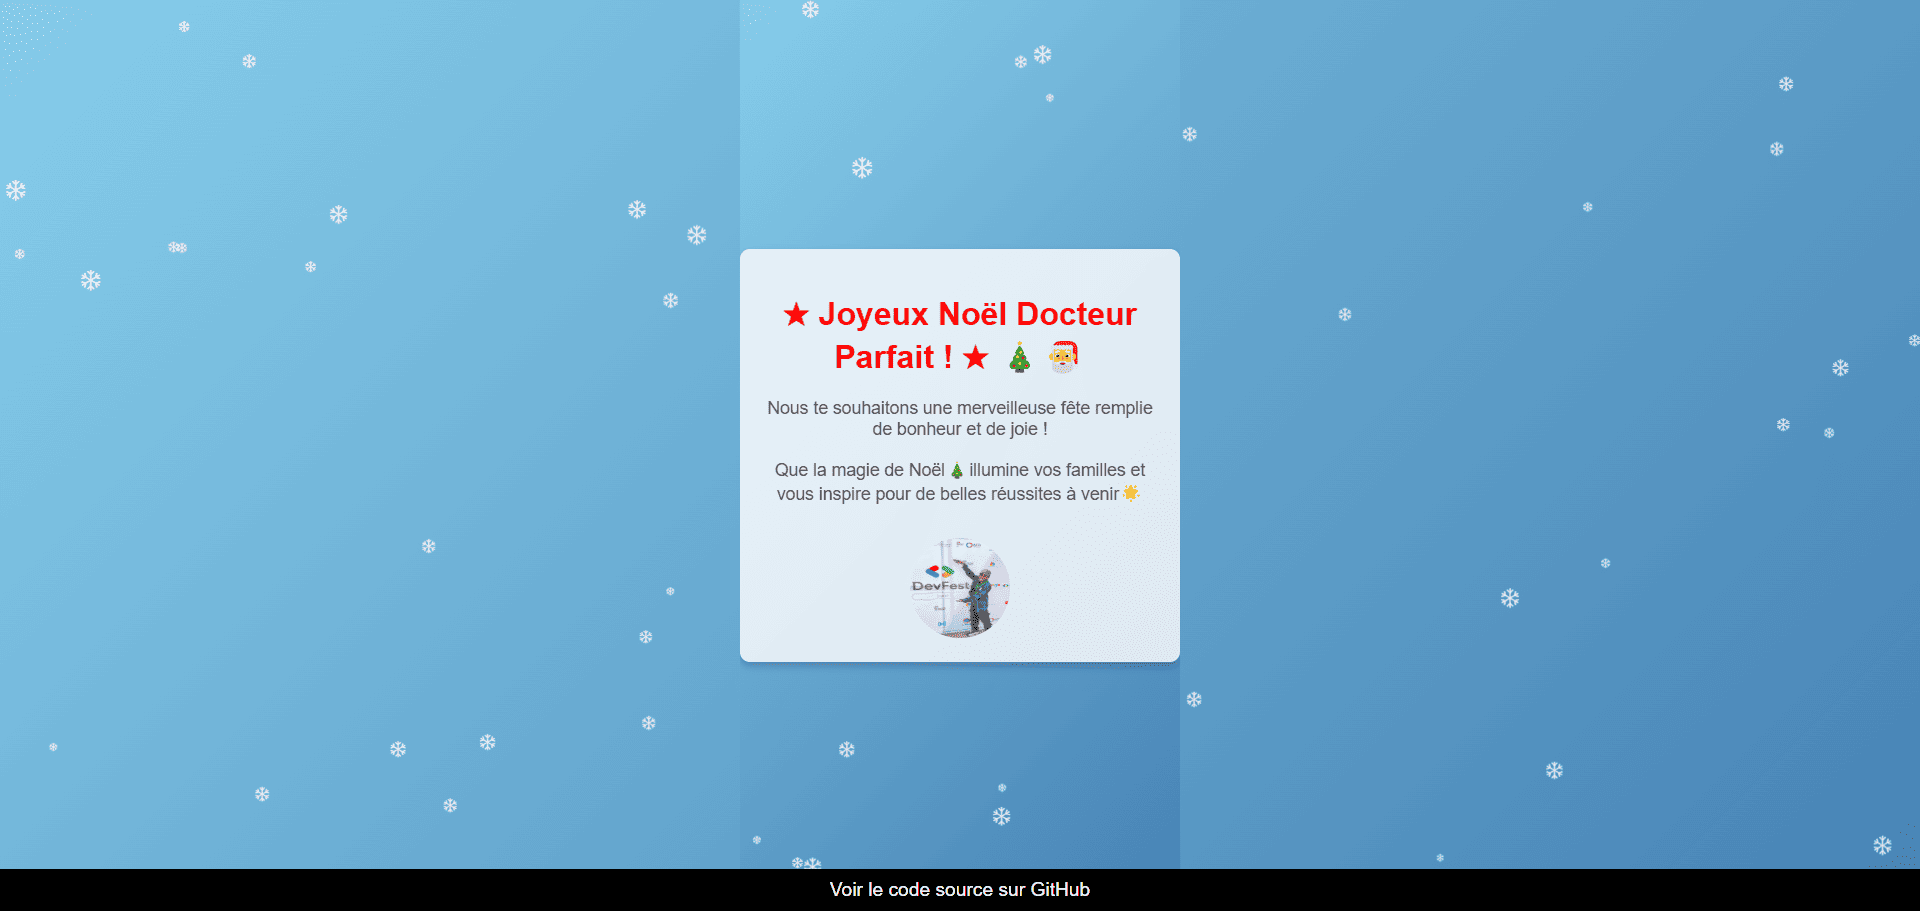 ★ Joyeux Noël Docteur
Parfait ! ★ 🎄 🎅
Nous te souhaitons une merveilleuse fête remplie
de bonheur et de joie !
Que la magie de Noël 🎄 illumine vos familles et
vous inspire pour de belles réussites à venir 🌟
DevFest
Voir le code source sur GitHub